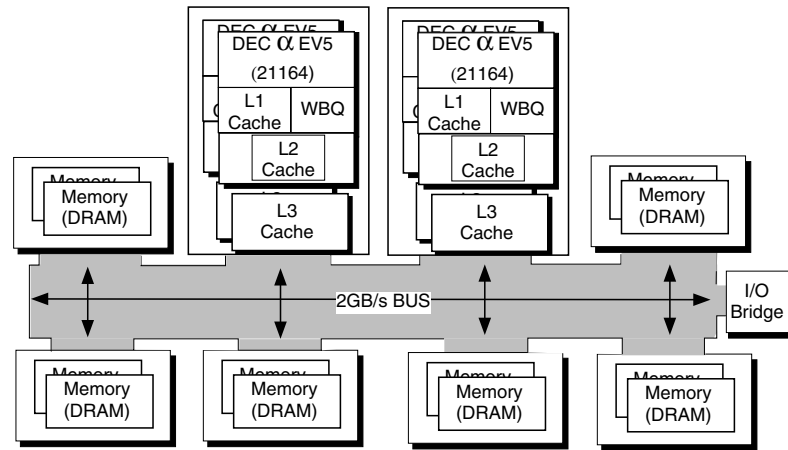 DEC α EV5
DEC α EV5
(21164)
L1
Cache
WBQ
L2
Cache
L3
Cache
DEC α EV5
DEC α EV5
(21164)
L1
Cache
WBQ
L2
Cache
L3
Cache
Memory
Memory
(DRAM)
Memory
Memory
(DRAM)
2GB/s BUS
I/O
Bridge
Memory
Memory
(DRAM)
Memory
Memory
(DRAM)
Memory
Memory
(DRAM)
Memory
Memory
(DRAM)